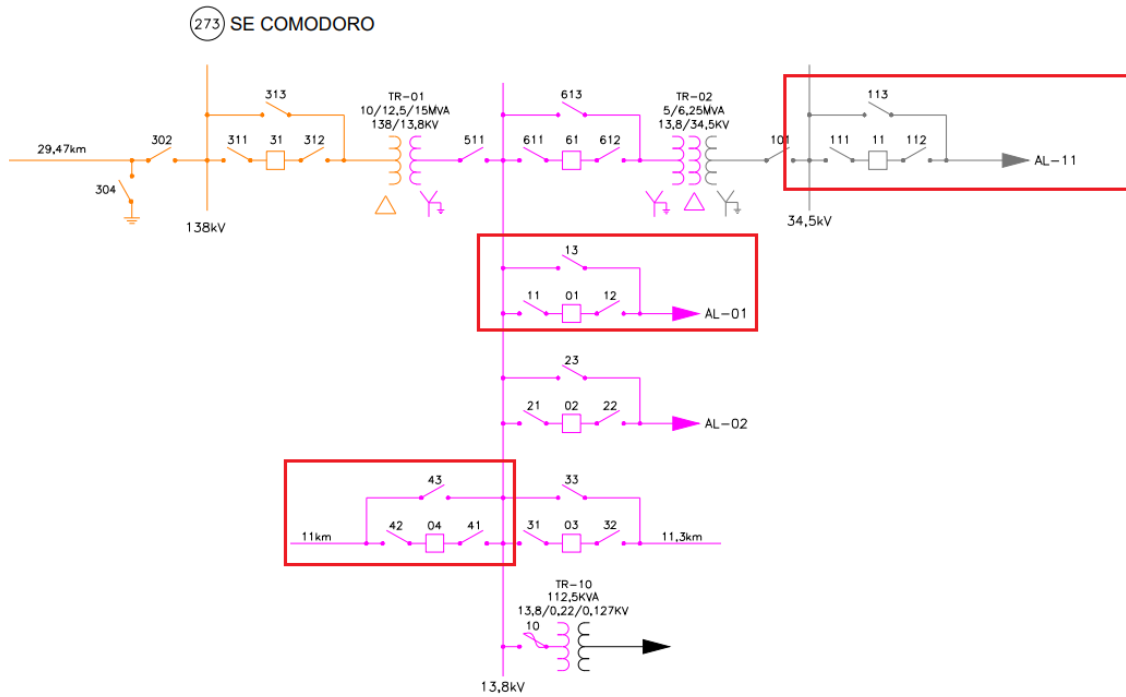 273 SE COMODORO
313
TR-01
10/12,5/15MVA
138/13,8KV
613
TR-02
5/6,25MVA
13,8/34,5KV
113
29,47km
302
311 31 312
511
611 61 612
101
111 11 112
AL-11
304
138kV
34,5kV
13
11 01 12
AL-01
23
21 02 22
AL-02
43
33
11km
42 04 41
31 03 32
11,3km
TR-10
112,5KVA
13,8/0,22/0,127KV
10
13,8kV